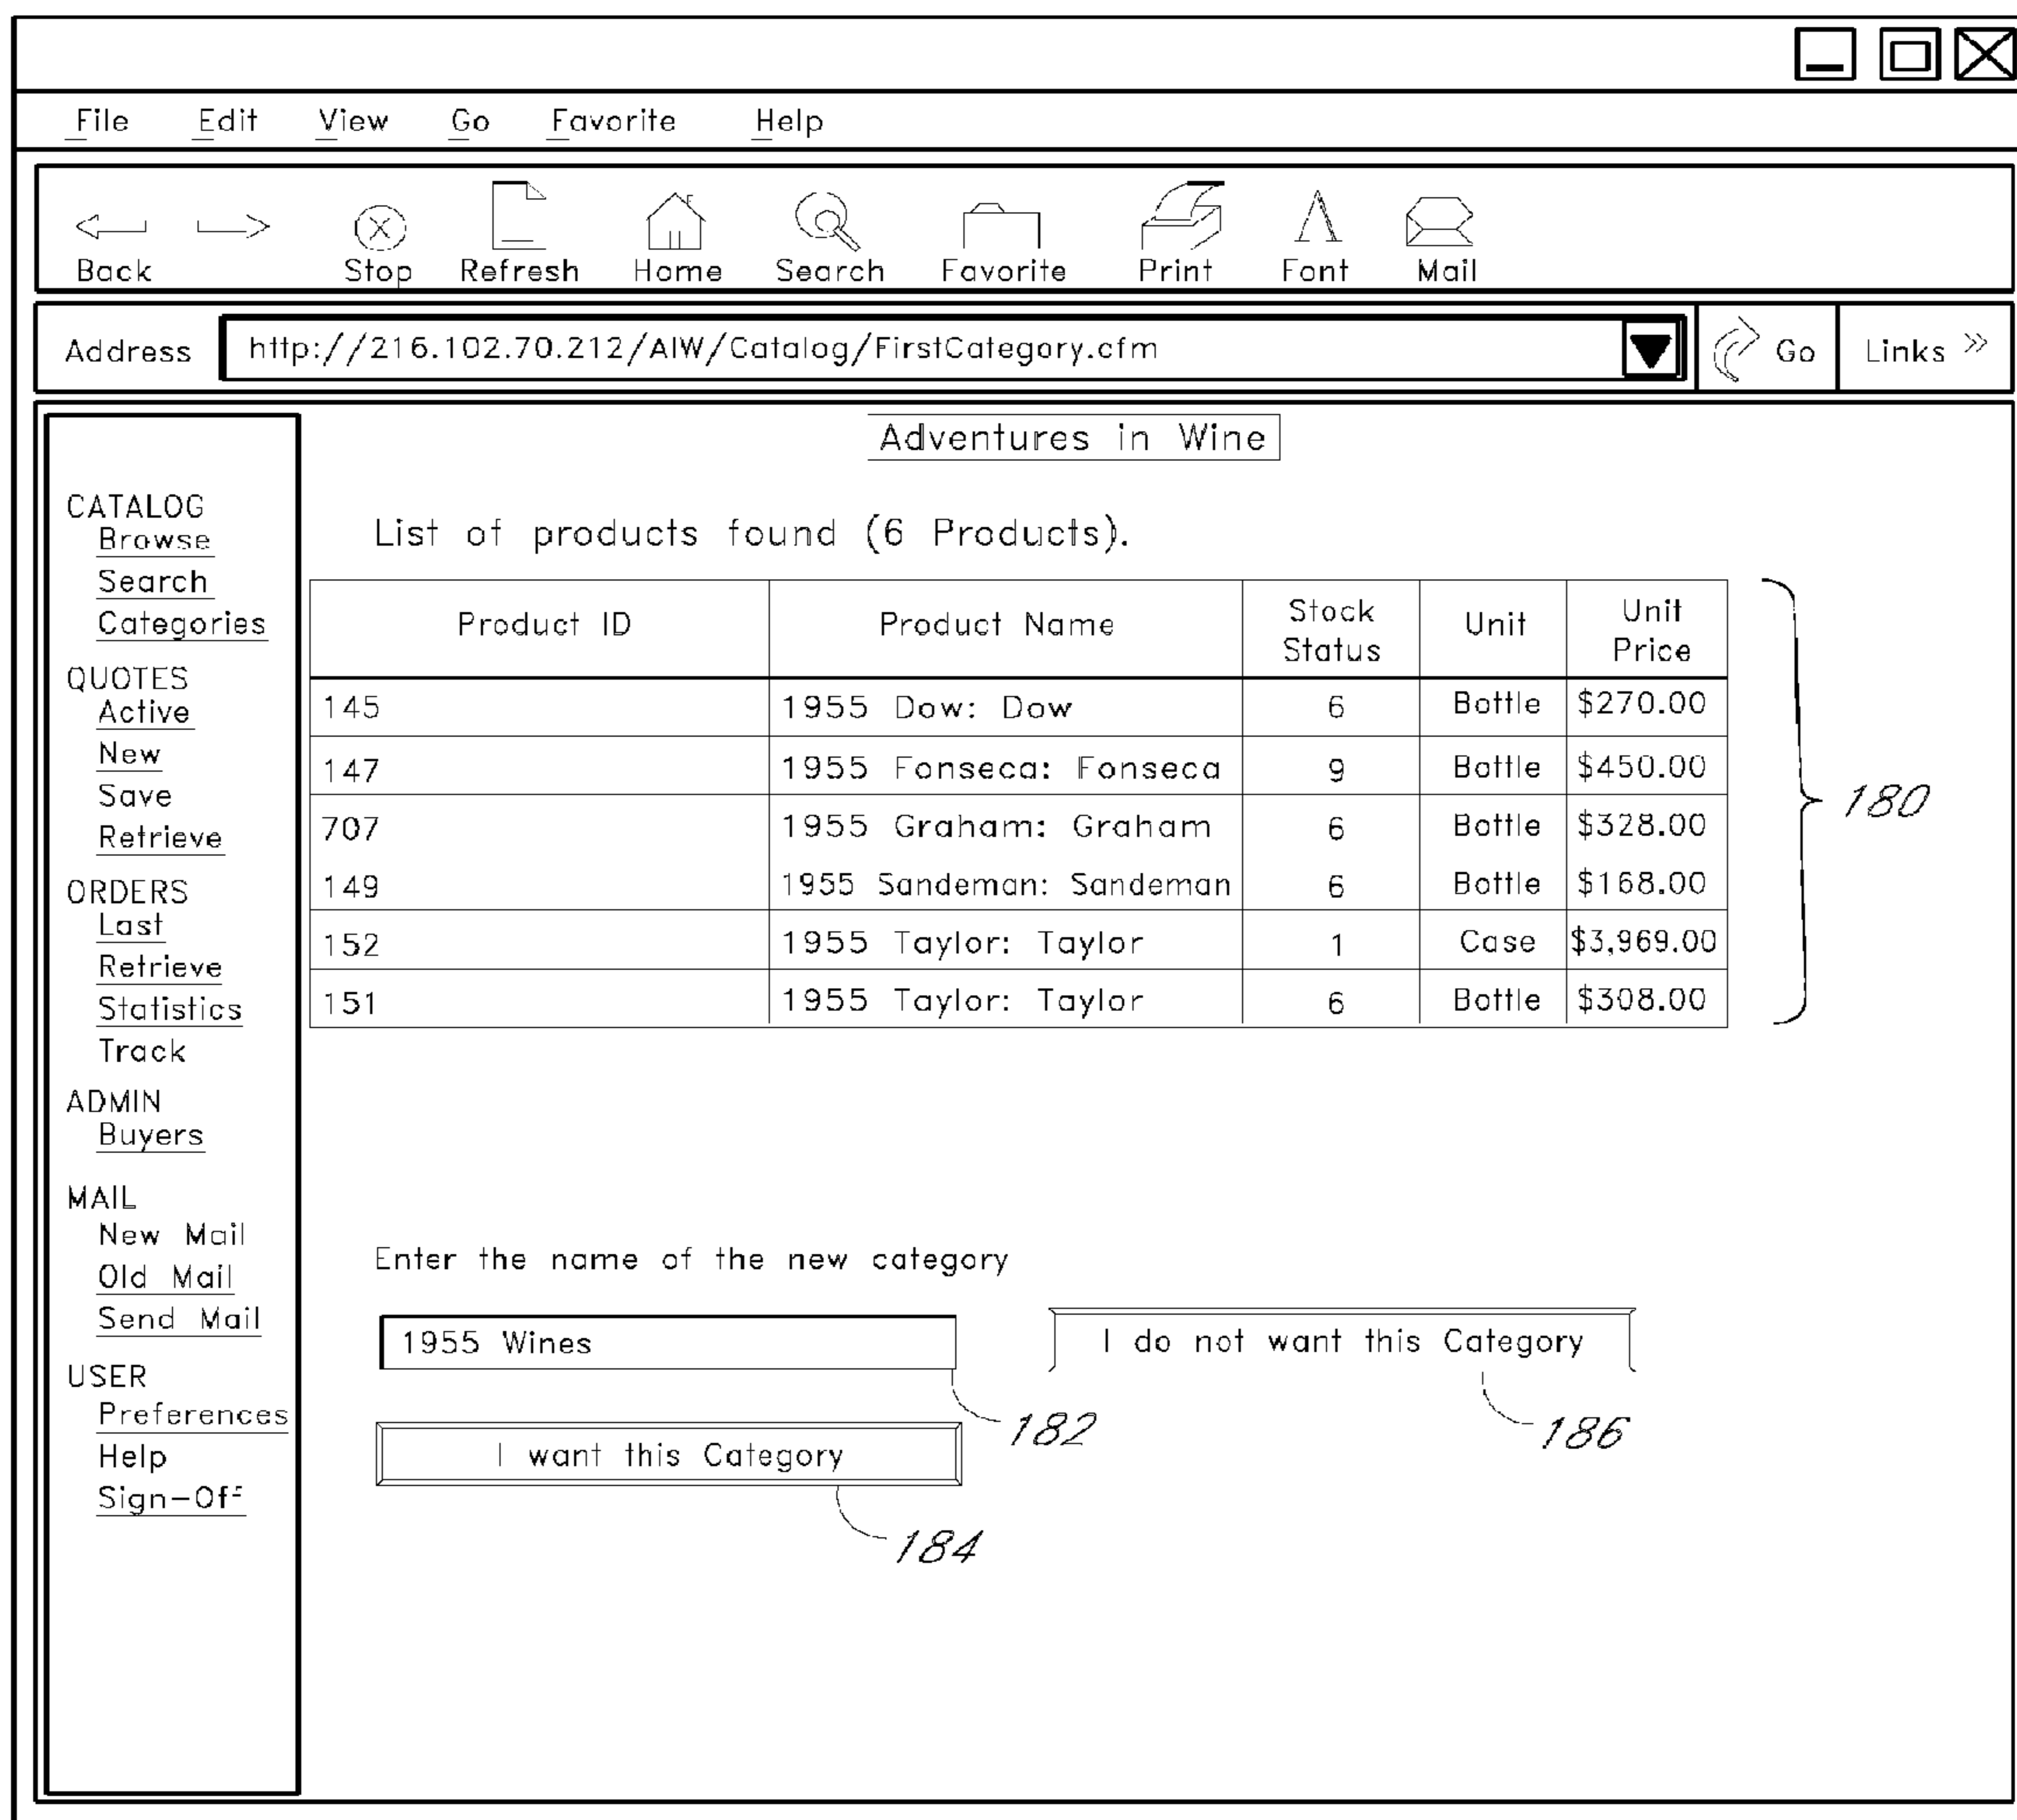 File Edit View Go Favorite Help
Back Stop Refresh Home Search Favorite Print Font Mail
Address http://216.102.70.212/AIW/Catalog/FirstCategory.cfm Go Links »
Adventures in Wine
CATALOG
Browse
Search
Categories
QUOTES
Active
New
Save
Retrieve
ORDERS
Last
Retrieve
Statistics
Track
ADMIN
Buyers
MAIL
New Mail
Old Mail
Send Mail
USER
Preferences
Help
Sign-Off
List of products found (6 Products).
Product ID Product Name Stock Status Unit Unit Price
145 1955 Dow: Dow 6 Bottle $270.00
147 1955 Fonseca: Fonseca 9 Bottle $450.00
707 1955 Graham: Graham 6 Bottle $328.00
149 1955 Sandeman: Sandeman 6 Bottle $168.00
152 1955 Taylor: Taylor 1 Case $3,969.00
151 1955 Taylor: Taylor 6 Bottle $308.00
180
Enter the name of the new category
1955 Wines I do not want this Category
182 186
I want this Category
184